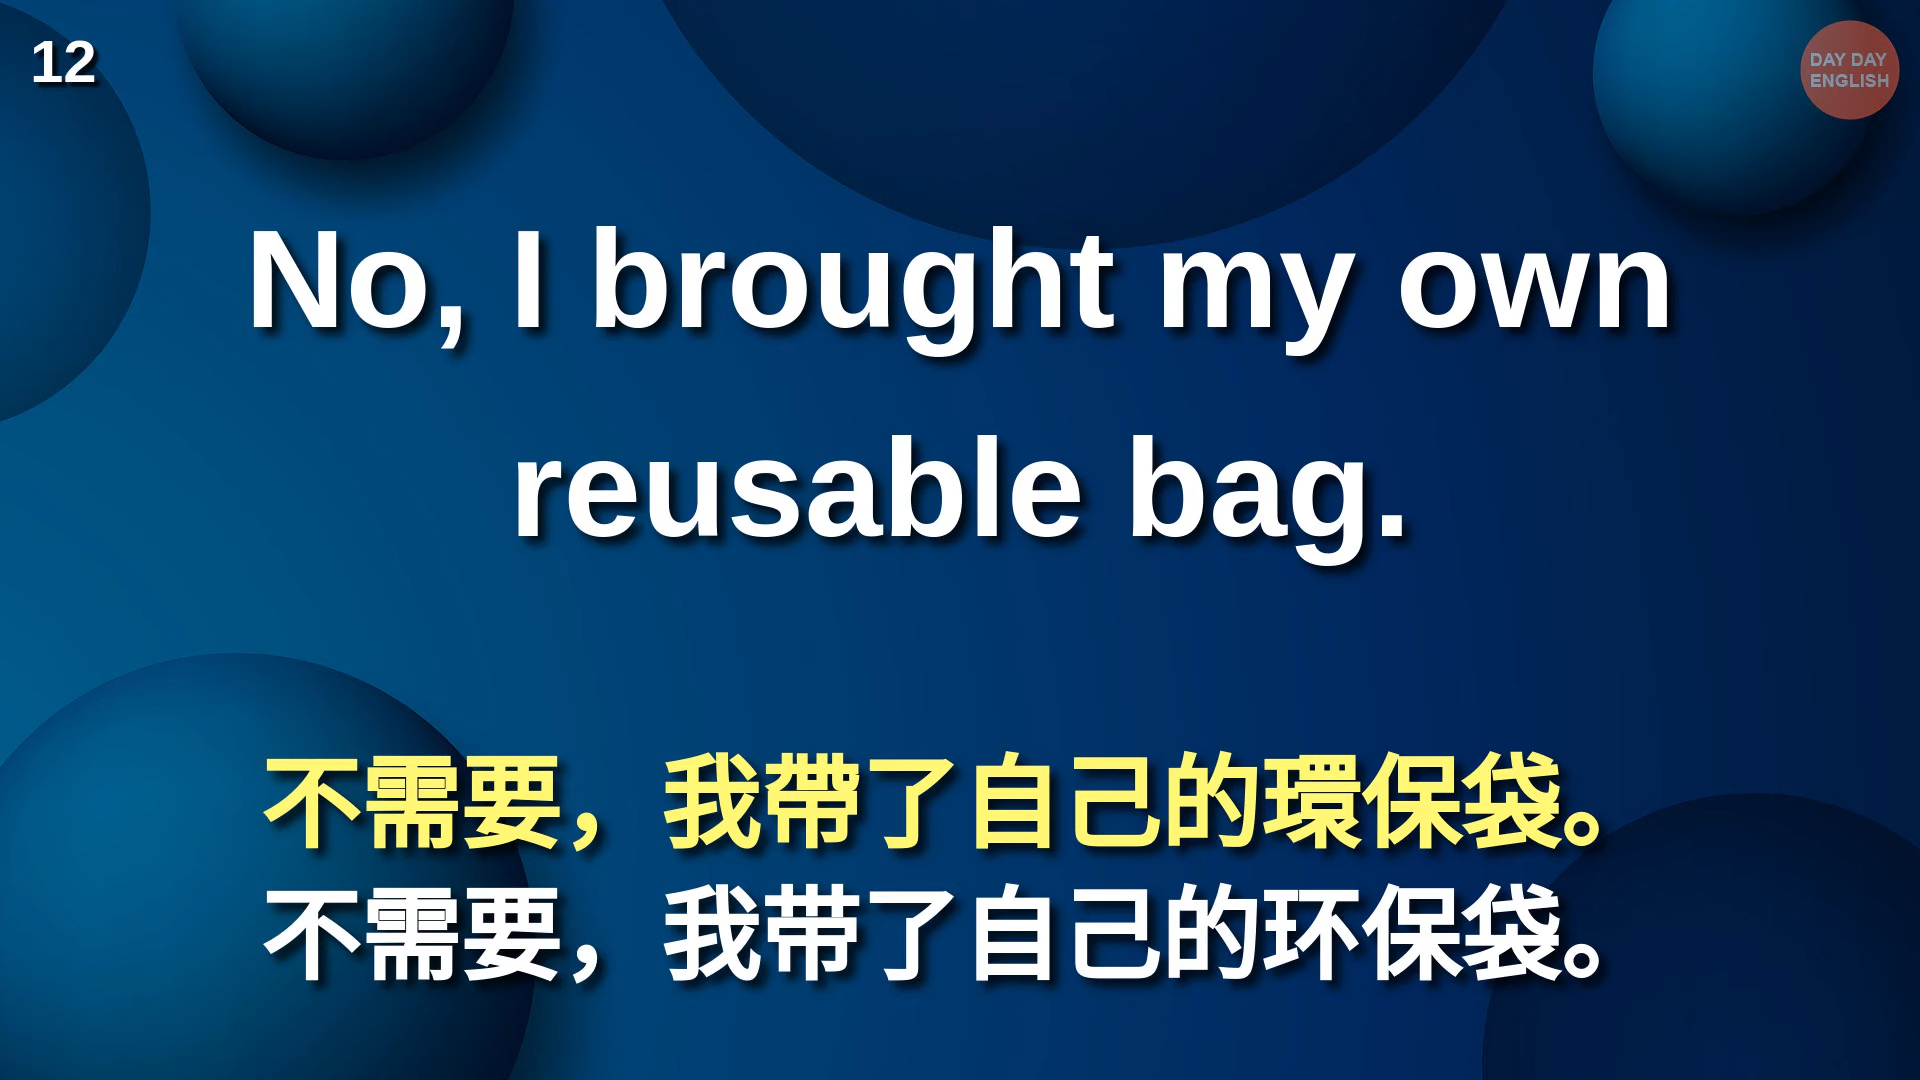 12
DAY DAY
ENGLISH
No, I brought my own
reusable bag.
不需要，我帶了自己的環保袋。
不需要，我带了自己的环保袋。